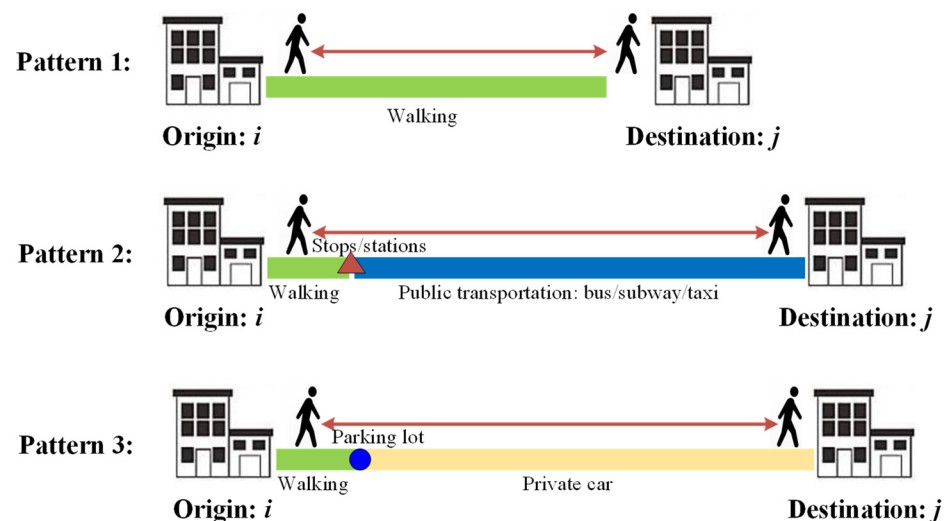 Pattern 1:
Walking
Origin: i
Destination: j
Pattern 2:
Stops/stations
Walking
Public transportation: bus/subway/taxi
Origin: i
Destination: j
Pattern 3:
Parking lot
Walking
Private car
Origin: i
Destination: j